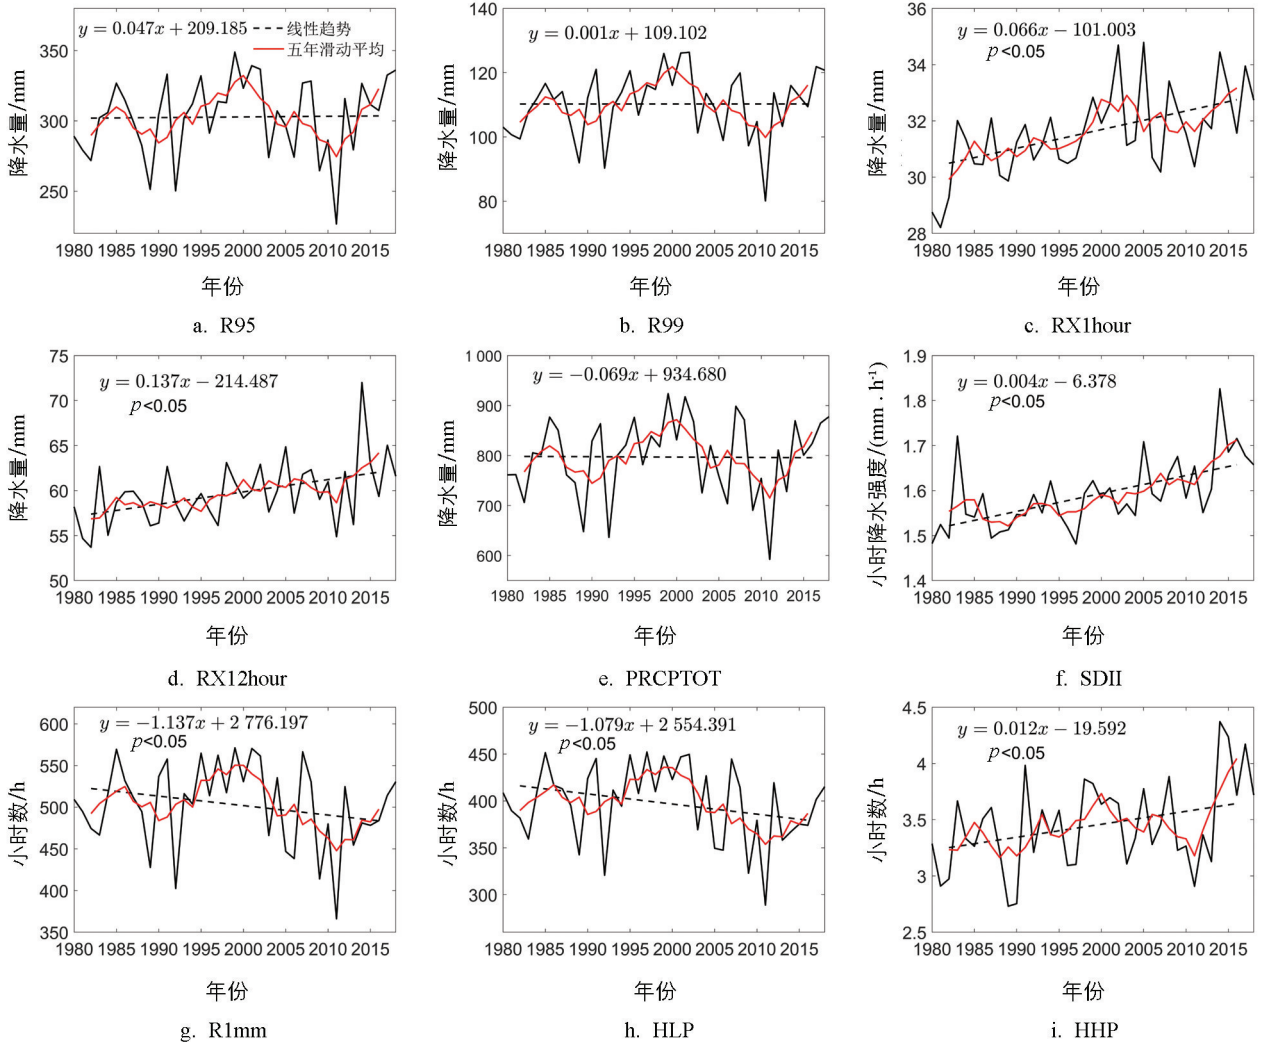 y = 0.047x + 209.185
线性趋势
五年滑动平均
350
300
250
降水量/mm
1980 1985 1990 1995 2000 2005 2010 2015
年份
a. R95
y = 0.001x + 109.102
140
120
100
80
降水量/mm
1980 1985 1990 1995 2000 2005 2010 2015
年份
b. R99
y = 0.066x − 101.003
p<0.05
36
34
32
30
28
降水量/mm
1980 1985 1990 1995 2000 2005 2010 2015
年份
c. RX1hour
y = 0.137x − 214.487
p<0.05
75
70
65
60
55
50
降水量/mm
1980 1985 1990 1995 2000 2005 2010 2015
年份
d. RX12hour
y = −0.069x + 934.680
1 000
900
800
700
600
降水量/mm
1980 1985 1990 1995 2000 2005 2010 2015
年份
e. PRCPTOT
y = 0.004x − 6.378
p<0.05
1.9
1.8
1.7
1.6
1.5
1.4
小时降水强度/(mm . h⁻¹)
1980 1985 1990 1995 2000 2005 2010 2015
年份
f. SDII
y = −1.137x + 2 776.197
p<0.05
600
550
500
450
400
350
小时数/h
1980 1985 1990 1995 2000 2005 2010 2015
年份
g. R1mm
y = −1.079x + 2 554.391
p<0.05
500
450
400
350
300
小时数/h
1980 1985 1990 1995 2000 2005 2010 2015
年份
h. HLP
y = 0.012x − 19.592
p<0.05
4.5
4
3.5
3
2.5
小时数/h
1980 1985 1990 1995 2000 2005 2010 2015
年份
i. HHP